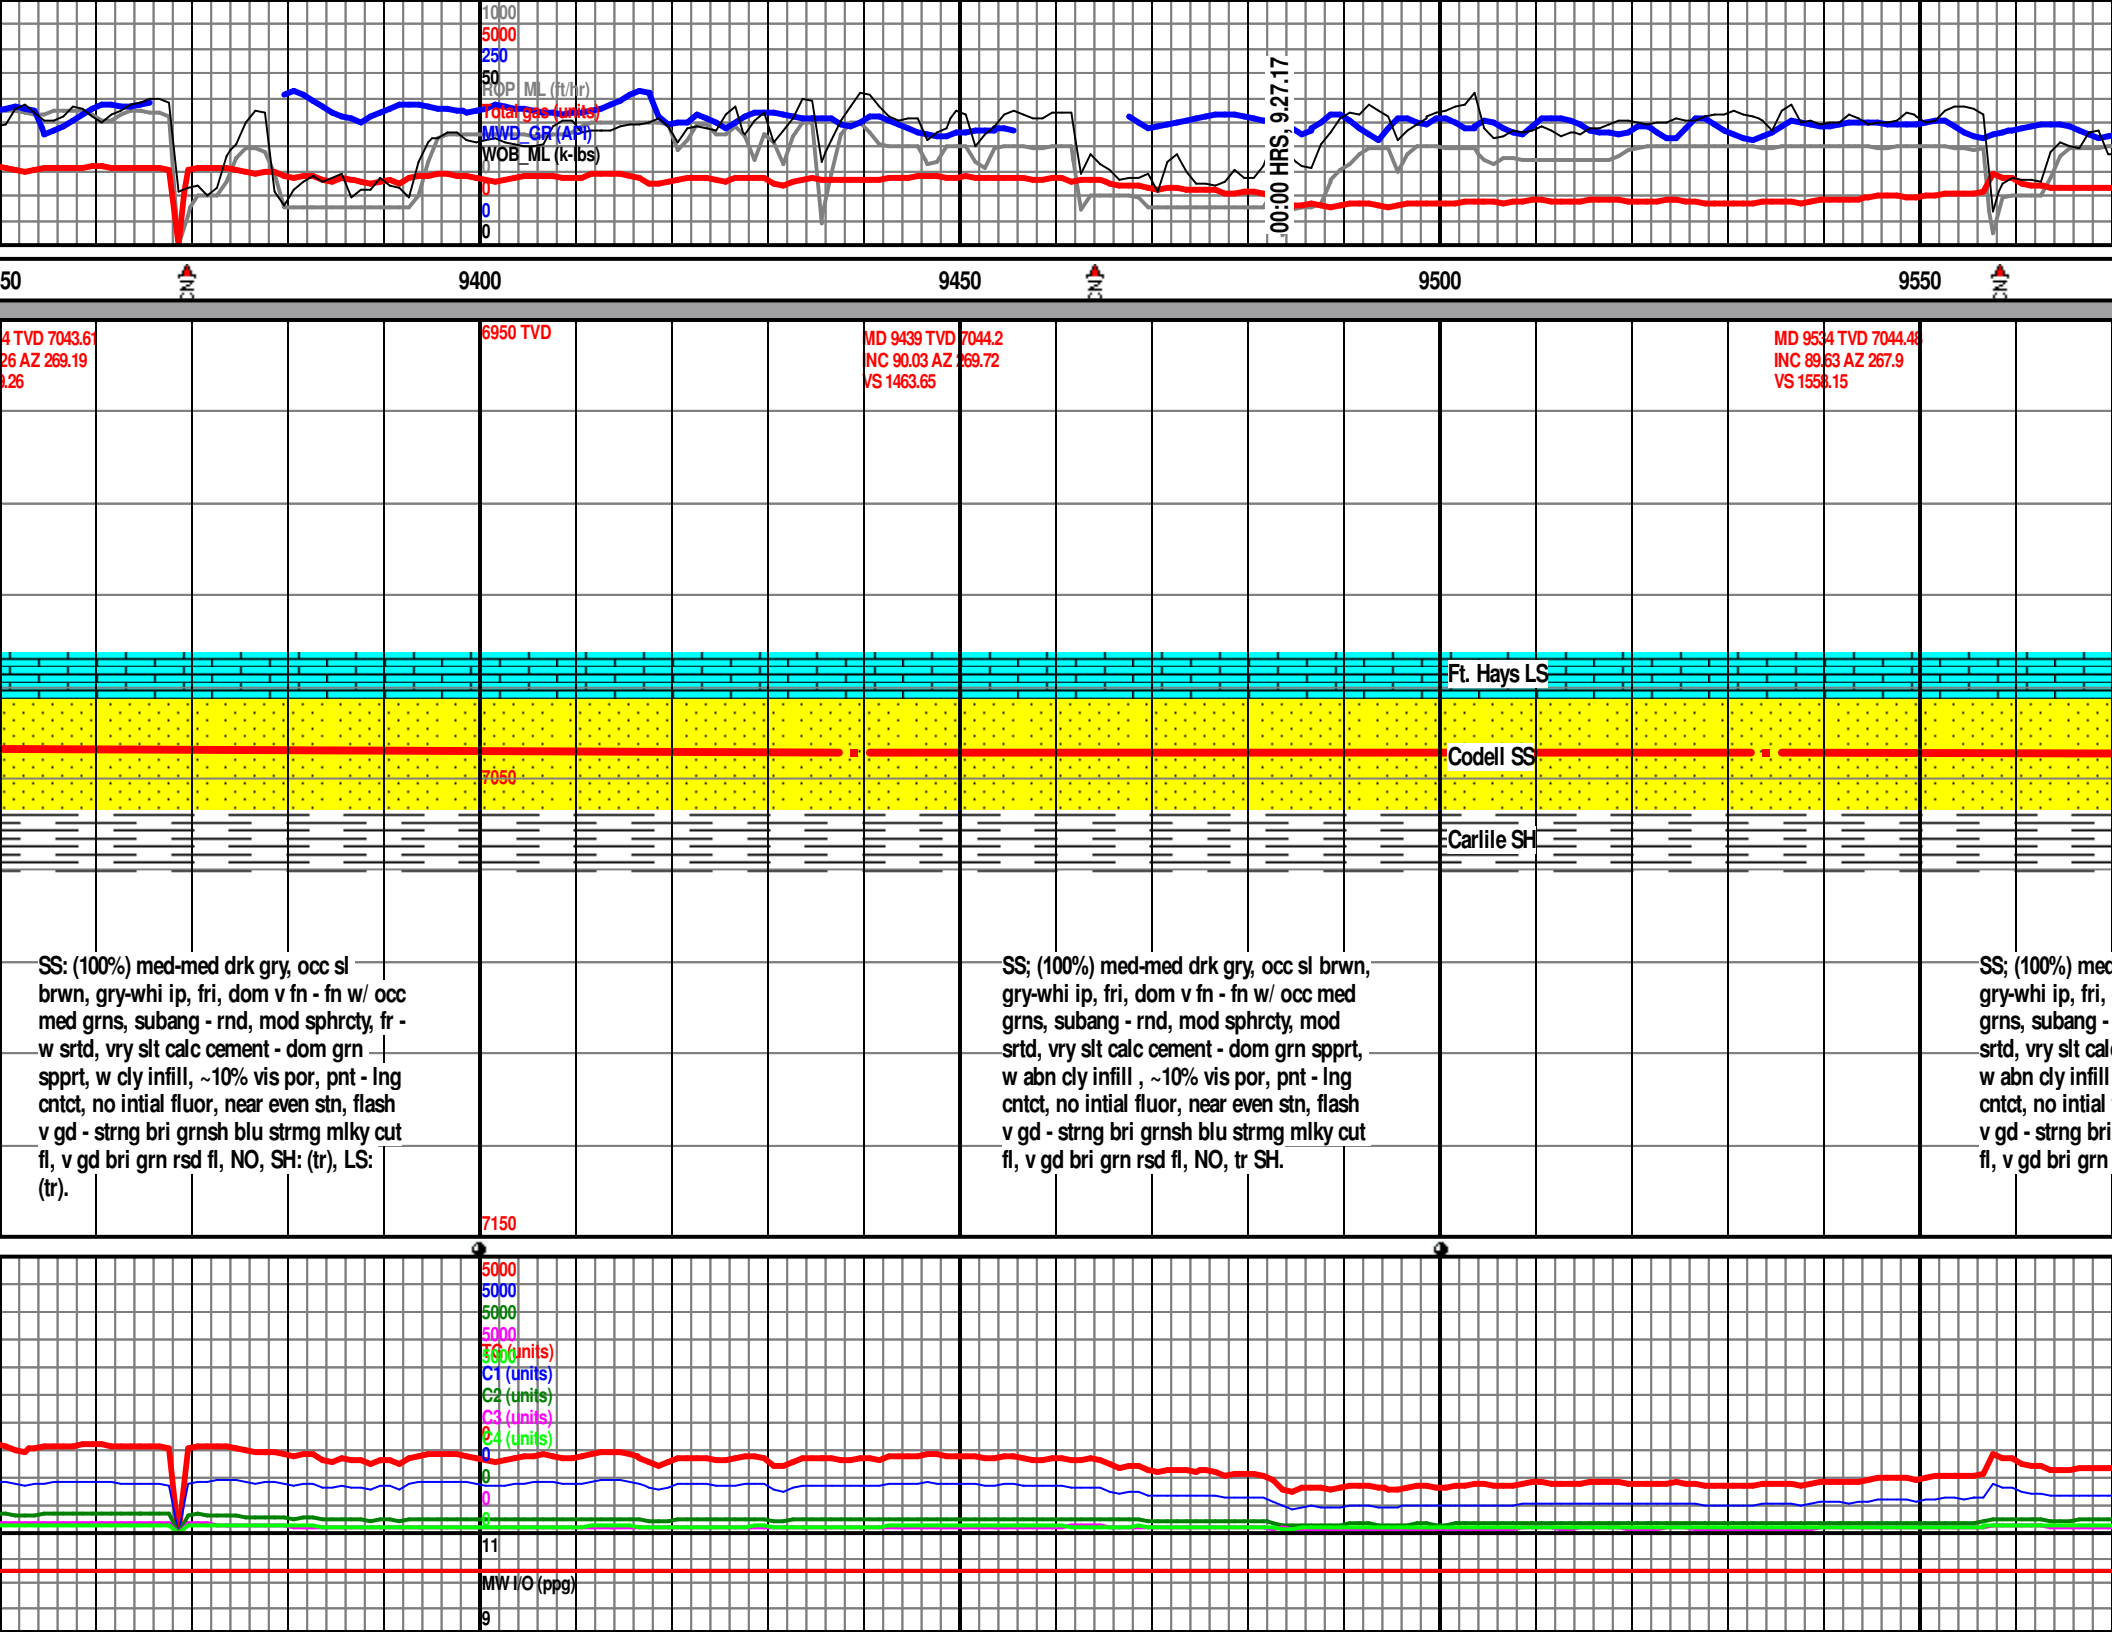 1000
5000
250
50
ROP_ML (ft/hr)
Total gas (units)
MWD_GR (API)
WOB_ML (k-lbs)
0
0
0
00:00 HRS, 9.27.17
50
CN
9400
9450
CN
9500
9550
CN
4 TVD 7043.61
26 AZ 269.19
9.26
6950 TVD
MD 9439 TVD 7044.2
INC 90.03 AZ 269.72
VS 1463.65
MD 9534 TVD 7044.48
INC 89.63 AZ 267.9
VS 1558.15
Ft. Hays LS
Codell SS
7050
Carlile SH
SS: (100%) med-med drk gry, occ sl
brwn, gry-whi ip, fri, dom v fn - fn w/ occ
med grns, subang - rnd, mod sphrcty, fr -
w srtd, vry slt calc cement - dom grn
spprt, w cly infill, ~10% vis por, pnt - lng
cntct, no intial fluor, near even stn, flash
v gd - strng bri grnsh blu strmg mlky cut
fl, v gd bri grn rsd fl, NO, SH: (tr), LS:
(tr).
SS; (100%) med-med drk gry, occ sl brwn,
gry-whi ip, fri, dom v fn - fn w/ occ med
grns, subang - rnd, mod sphrcty, mod
srtd, vry slt calc cement - dom grn spprt,
w abn cly infill , ~10% vis por, pnt - lng
cntct, no intial fluor, near even stn, flash
v gd - strng bri grnsh blu strmg mlky cut
fl, v gd bri grn rsd fl, NO, tr SH.
SS; (100%) med
gry-whi ip, fri,
grns, subang -
srtd, vry slt cal
w abn cly infill
cntct, no intial
v gd - strng bri
fl, v gd bri grn
7150
5000
5000
5000
5000
5000
TG (units)
C1 (units)
C2 (units)
C3 (units)
C4 (units)
0
0
0
0
0
11
MW I/O (ppg)
9